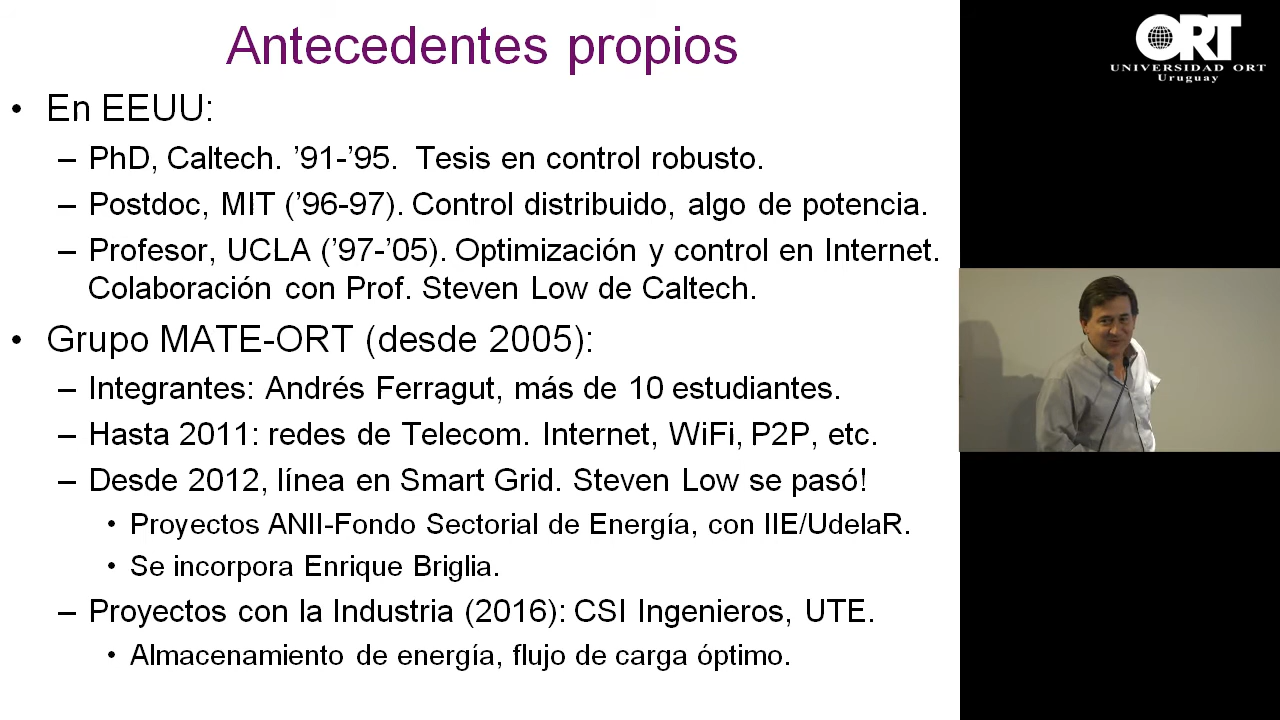 Antecedentes propios
• En EEUU:
– PhD, Caltech. ’91-’95. Tesis en control robusto.
– Postdoc, MIT (’96-97). Control distribuido, algo de potencia.
– Profesor, UCLA (’97-’05). Optimización y control en Internet.
Colaboración con Prof. Steven Low de Caltech.
• Grupo MATE-ORT (desde 2005):
– Integrantes: Andrés Ferragut, más de 10 estudiantes.
– Hasta 2011: redes de Telecom. Internet, WiFi, P2P, etc.
– Desde 2012, línea en Smart Grid. Steven Low se pasó!
• Proyectos ANII-Fondo Sectorial de Energía, con IIE/UdelaR.
• Se incorpora Enrique Briglia.
– Proyectos con la Industria (2016): CSI Ingenieros, UTE.
• Almacenamiento de energía, flujo de carga óptimo.
ORT
UNIVERSIDAD ORT
Uruguay